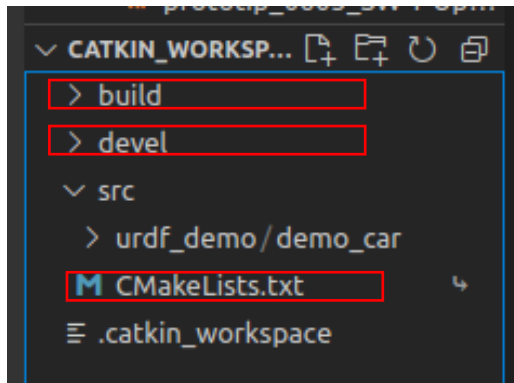 CATKIN_WORKSP...
> build
> devel
src
> urdf_demo/demo_car
M CMakeLists.txt
.catkin_workspace